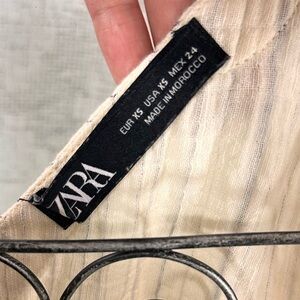 ZARA
EUR XS USA XS MEX 24
MADE IN MOROCCO